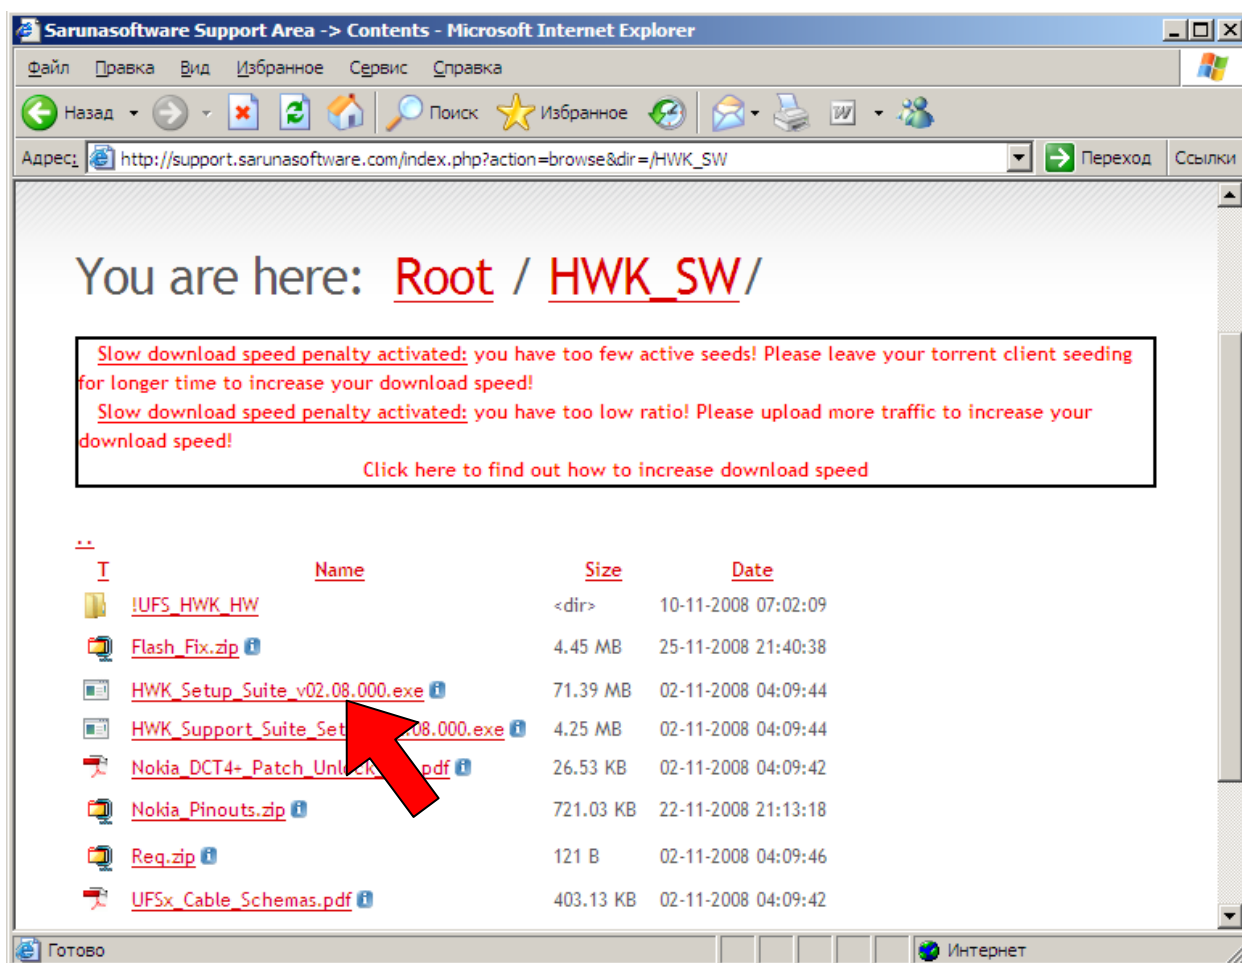 Sarunasoftware Support Area -> Contents - Microsoft Internet Explorer
Файл Правка Вид Избранное Сервис Справка
Назад Поиск Избранное
Адрес: http://support.sarunasoftware.com/index.php?action=browse&dir=/HWK_SW Переход Ссылки
You are here: Root / HWK_SW/
Slow download speed penalty activated: you have too few active seeds! Please leave your torrent client seeding
for longer time to increase your download speed!
Slow download speed penalty activated: you have too low ratio! Please upload more traffic to increase your
download speed!
Click here to find out how to increase download speed
..
T Name Size Date
!UFS_HWK_HW <dir> 10-11-2008 07:02:09
Flash_Fix.zip 4.45 MB 25-11-2008 21:40:38
HWK_Setup_Suite_v02.08.000.exe 71.39 MB 02-11-2008 04:09:44
HWK_Support_Suite_Set 08.000.exe 4.25 MB 02-11-2008 04:09:44
Nokia_DCT4+_Patch_Unlock pdf 26.53 KB 02-11-2008 04:09:42
Nokia_Pinouts.zip 721.03 KB 22-11-2008 21:13:18
Req.zip 121 B 02-11-2008 04:09:46
UFSx_Cable_Schemas.pdf 403.13 KB 02-11-2008 04:09:42
Готово Интернет